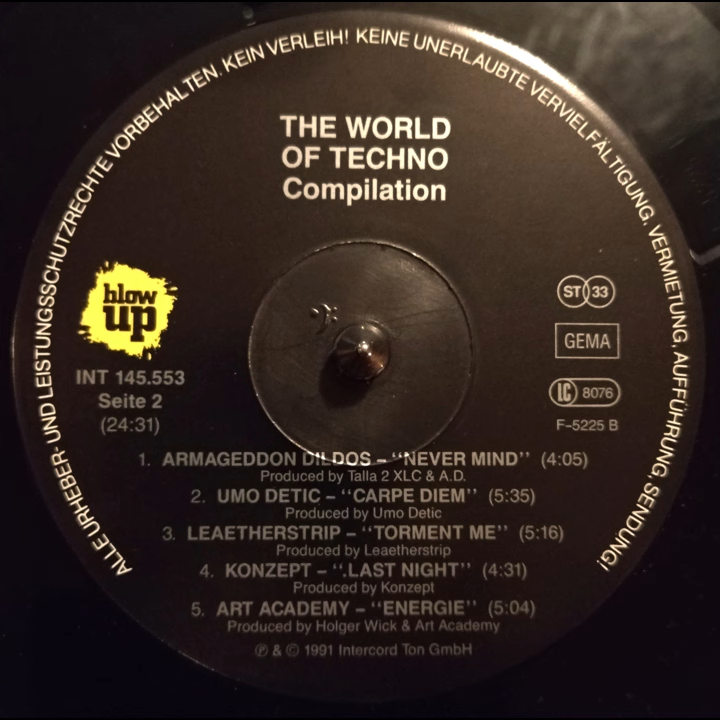 ALLE URHEBER- UND LEISTUNGSSCHUTZRECHTE VORBEHALTEN. KEIN VERLEIH! KEINE UNERLAUBTE VERVIELFÄLTIGUNG, VERMIETUNG, AUFFÜHRUNG, SENDUNG!
THE WORLD
OF TECHNO
Compilation
blow
up
INT 145.553
Seite 2
(24:31)
ST 33
GEMA
LC 8076
F-5225 B
1. ARMAGEDDON DILDOS – "NEVER MIND" (4:05)
Produced by Talla 2 XLC & A.D.
2. UMO DETIC – "CARPE DIEM" (5:35)
Produced by Umo Detic
3. LEAETHERSTRIP – "TORMENT ME" (5:16)
Produced by Leaetherstrip
4. KONZEPT – ".LAST NIGHT" (4:31)
Produced by Konzept
5. ART ACADEMY – "ENERGIE" (5:04)
Produced by Holger Wick & Art Academy
℗ & © 1991 Intercord Ton GmbH